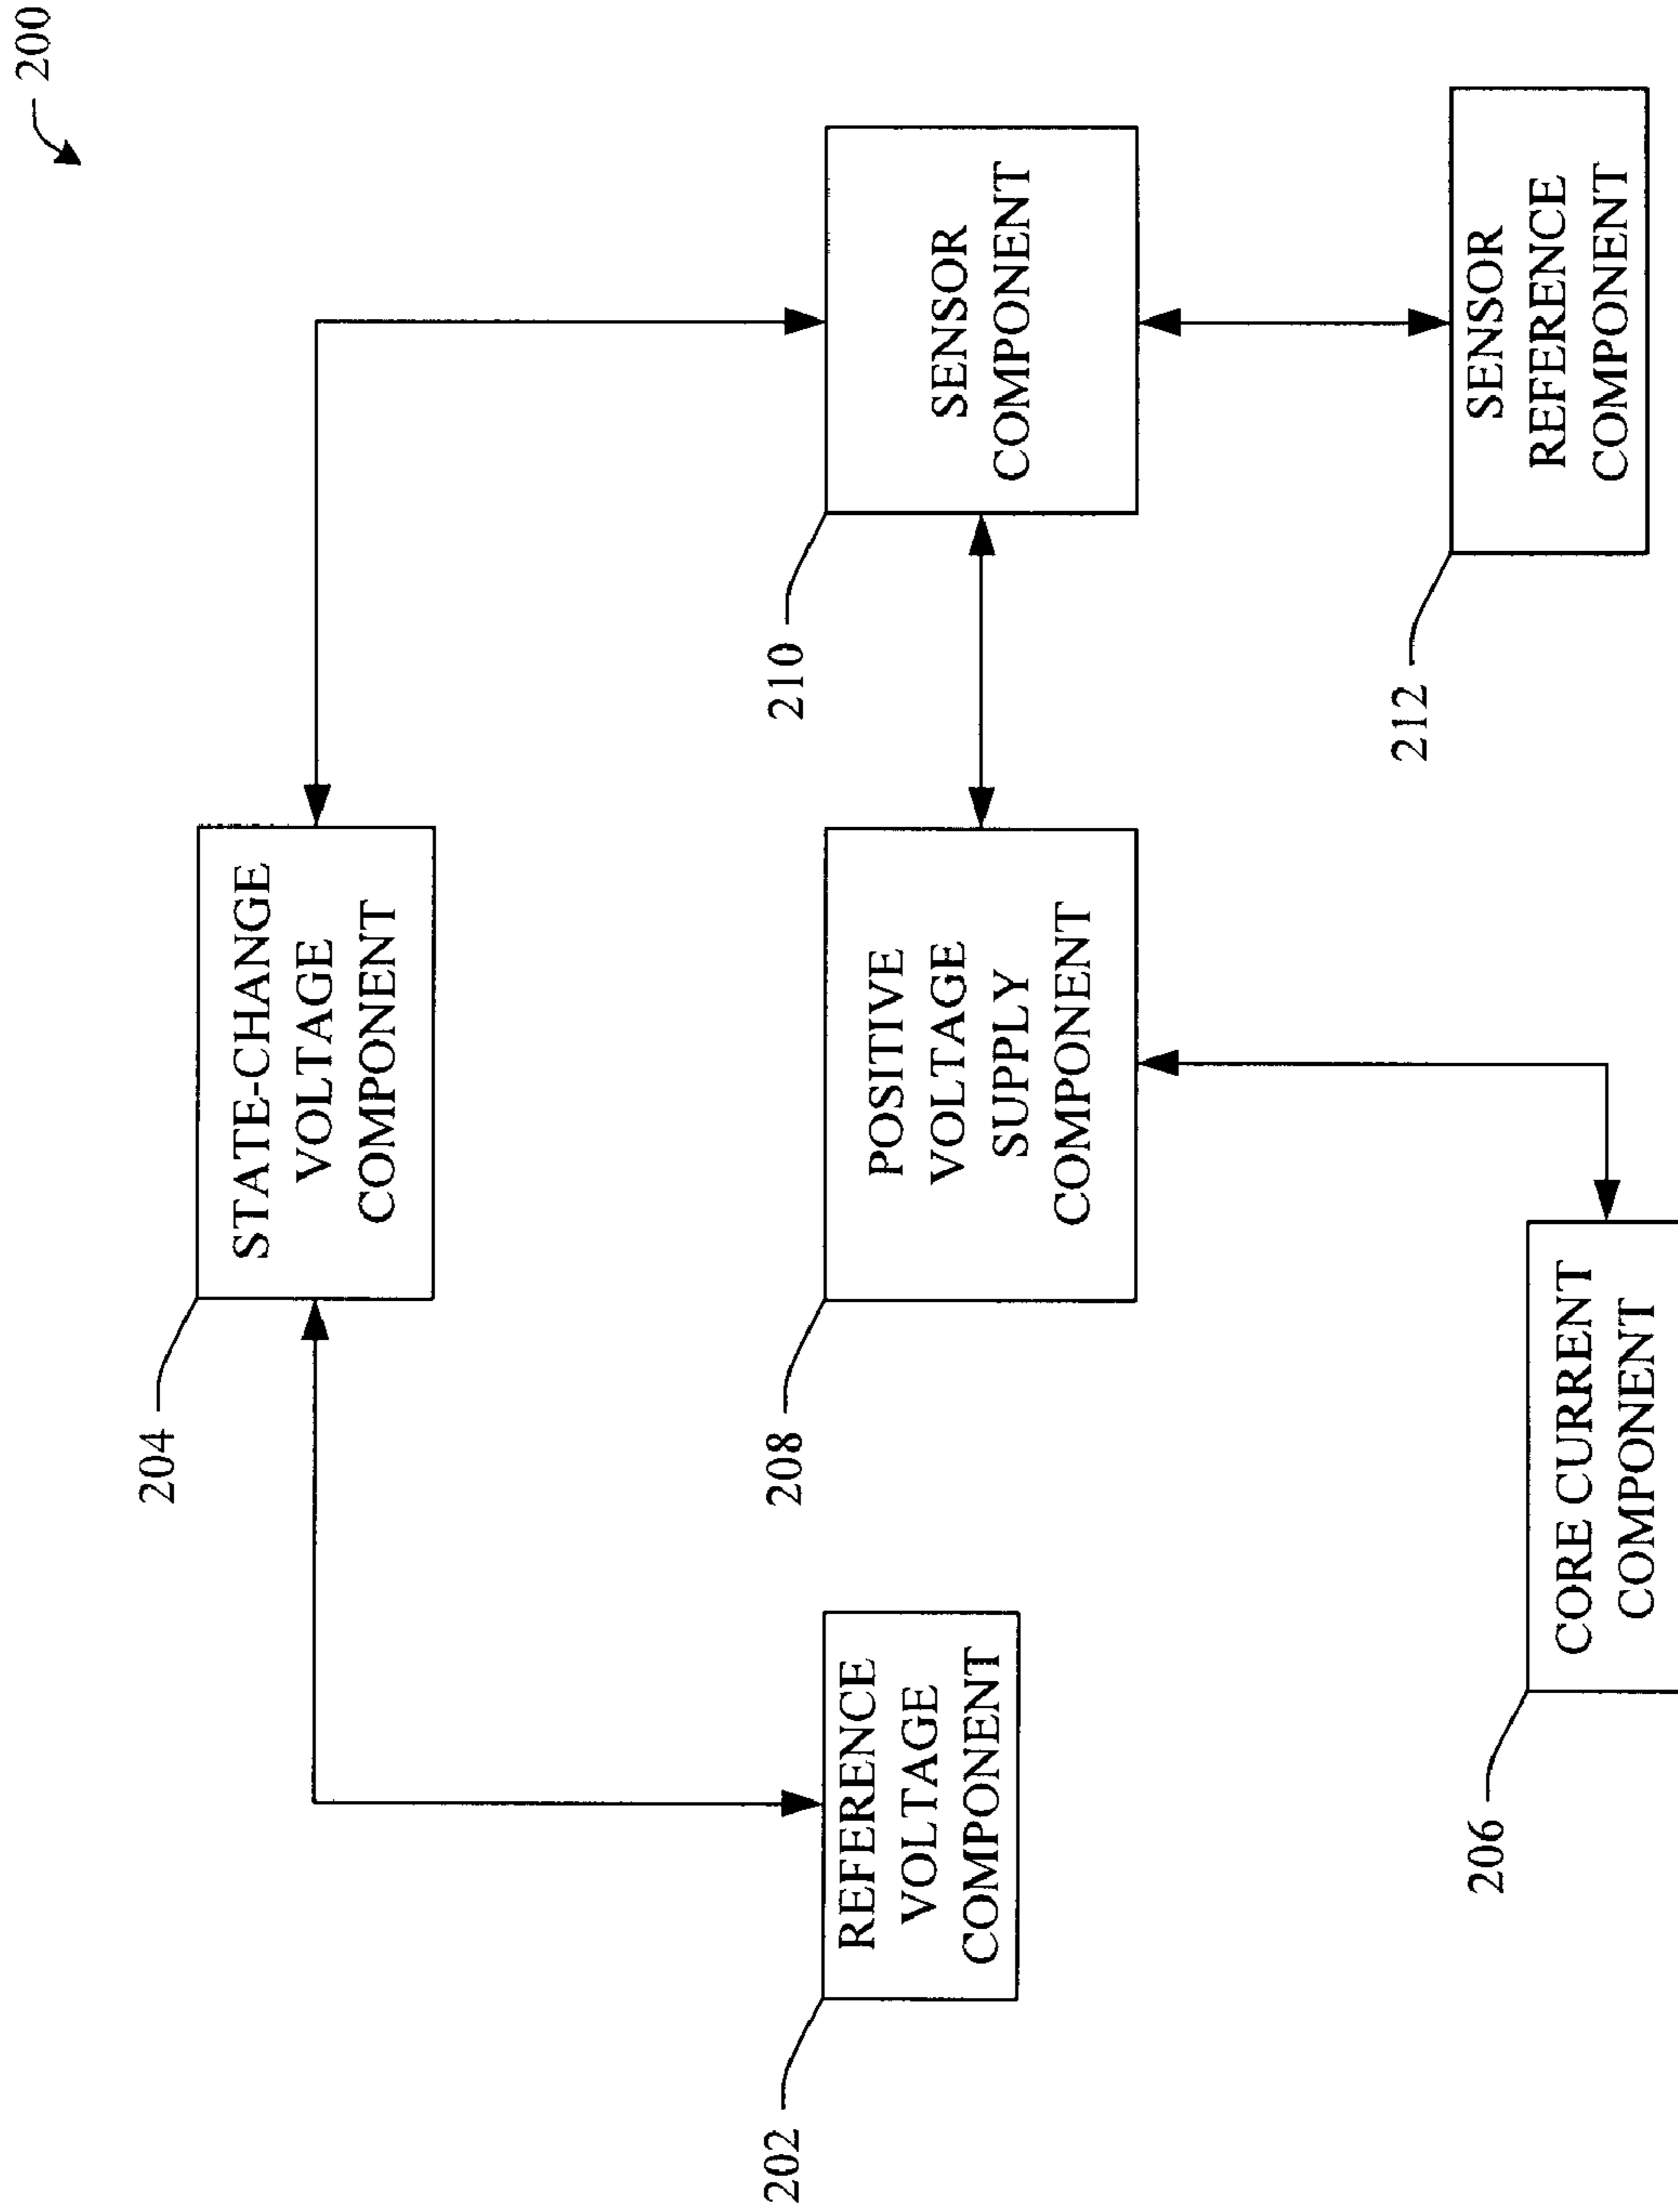 200
204
STATE-CHANGE
VOLTAGE
COMPONENT
202
REFERENCE
VOLTAGE
COMPONENT
208
POSITIVE
VOLTAGE
SUPPLY
COMPONENT
210
SENSOR
COMPONENT
206
CORE CURRENT
COMPONENT
212
SENSOR
REFERENCE
COMPONENT